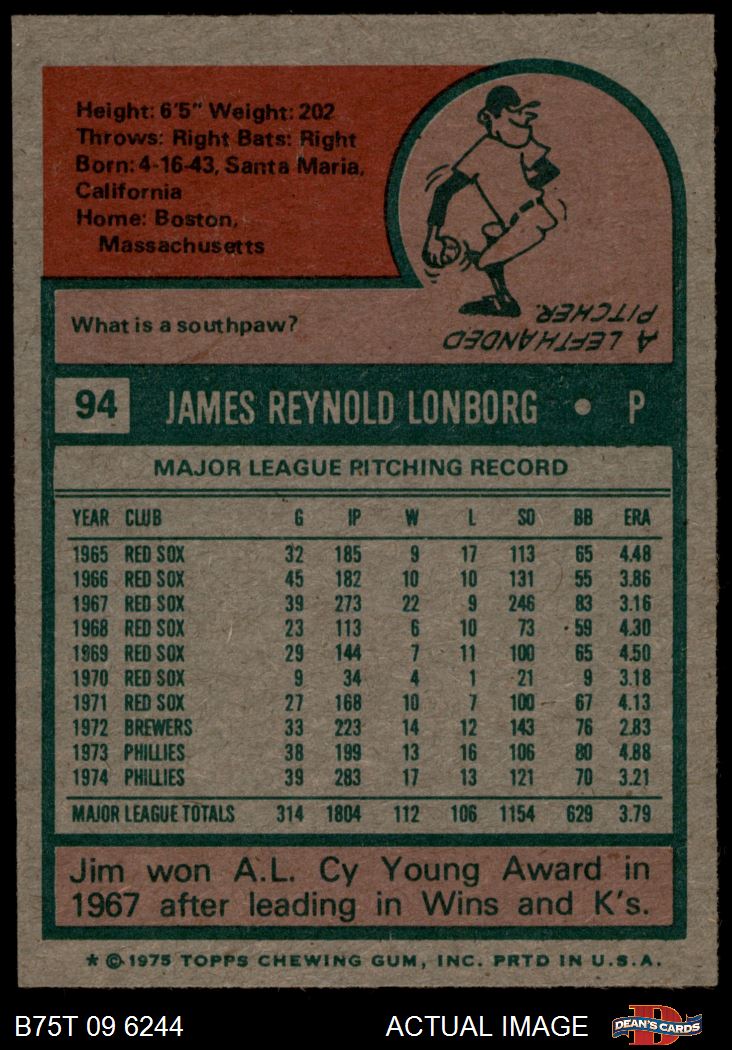 Height: 6'5" Weight: 202
Throws: Right Bats: Right
Born: 4-16-43, Santa Maria,
California
Home: Boston,
Massachusetts
What is a southpaw?
A LEFTHANDED
PITCHER.
94 JAMES REYNOLD LONBORG • P
MAJOR LEAGUE PITCHING RECORD
YEAR CLUB G IP W L SO BB ERA
1965 RED SOX 32 185 9 17 113 65 4.48
1966 RED SOX 45 182 10 10 131 55 3.86
1967 RED SOX 39 273 22 9 246 83 3.16
1968 RED SOX 23 113 6 10 73 59 4.30
1969 RED SOX 29 144 7 11 100 65 4.50
1970 RED SOX 9 34 4 1 21 9 3.18
1971 RED SOX 27 168 10 7 100 67 4.13
1972 BREWERS 33 223 14 12 143 76 2.83
1973 PHILLIES 38 199 13 16 106 80 4.88
1974 PHILLIES 39 283 17 13 121 70 3.21
MAJOR LEAGUE TOTALS 314 1804 112 106 1154 629 3.79
Jim won A.L. Cy Young Award in
1967 after leading in Wins and K's.
* © 1975 TOPPS CHEWING GUM, INC. PRTD IN U.S.A.
B75T 09 6244 ACTUAL IMAGE D DEAN'S CARDS